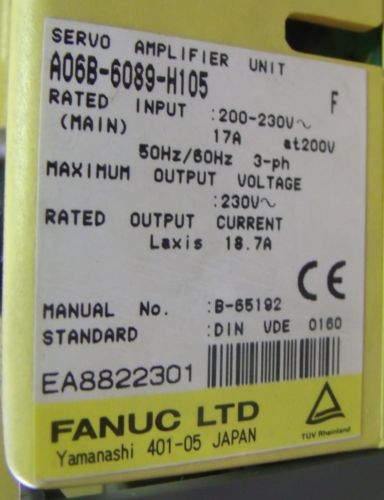 SERVO AMPLIFIER UNIT
A06B-6089-H105
F
RATED INPUT :200-230V～
(MAIN) 17A at200V
50Hz/60Hz 3-ph
MAXIMUM OUTPUT VOLTAGE
:230V～
RATED OUTPUT CURRENT
Laxis 18.7A
CE
MANUAL No. :B-65192
STANDARD :DIN VDE 0160
EA8822301
FANUC LTD
Yamanashi 401-05 JAPAN
TUV Rheinland